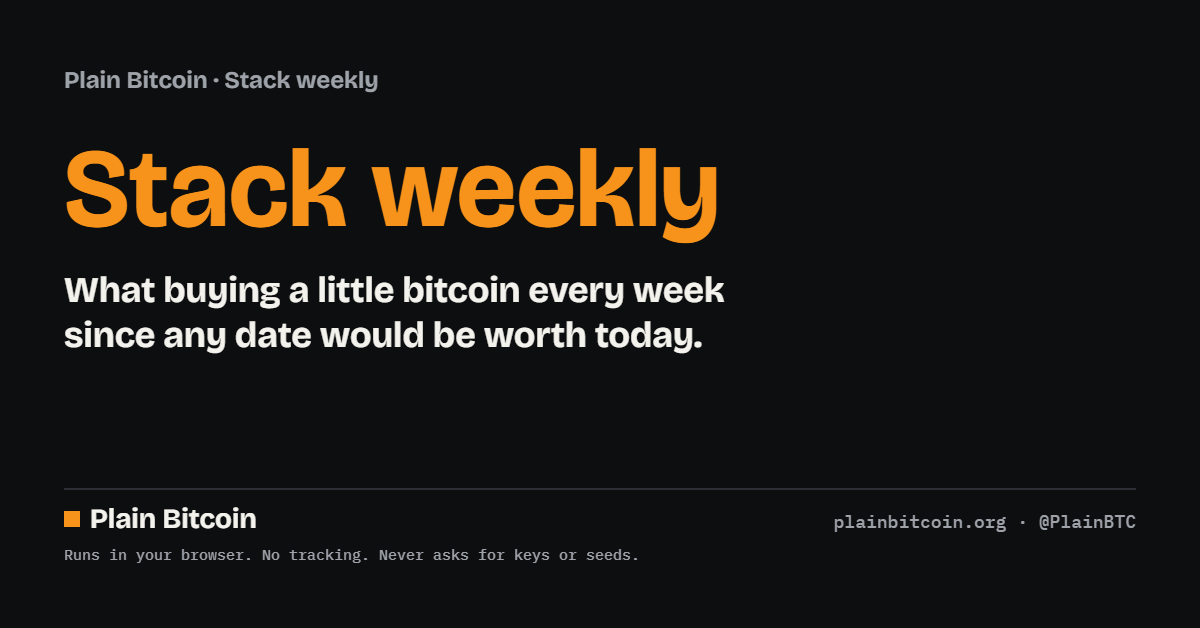 Plain Bitcoin · Stack weekly
Stack weekly
What buying a little bitcoin every week
since any date would be worth today.
Plain Bitcoin
plainbitcoin.org · @PlainBTC
Runs in your browser. No tracking. Never asks for keys or seeds.